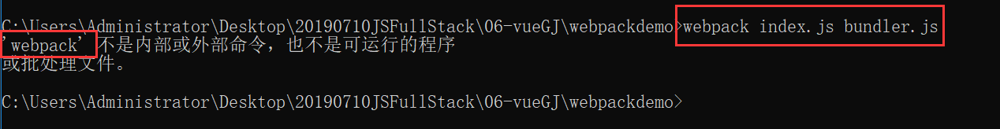 C:\Users\Administrator\Desktop\20190710JSFullStack\06-vueGJ\webpackdemo>webpack index.js bundler.js
'webpack' 不是内部或外部命令，也不是可运行的程序
或批处理文件。
C:\Users\Administrator\Desktop\20190710JSFullStack\06-vueGJ\webpackdemo>